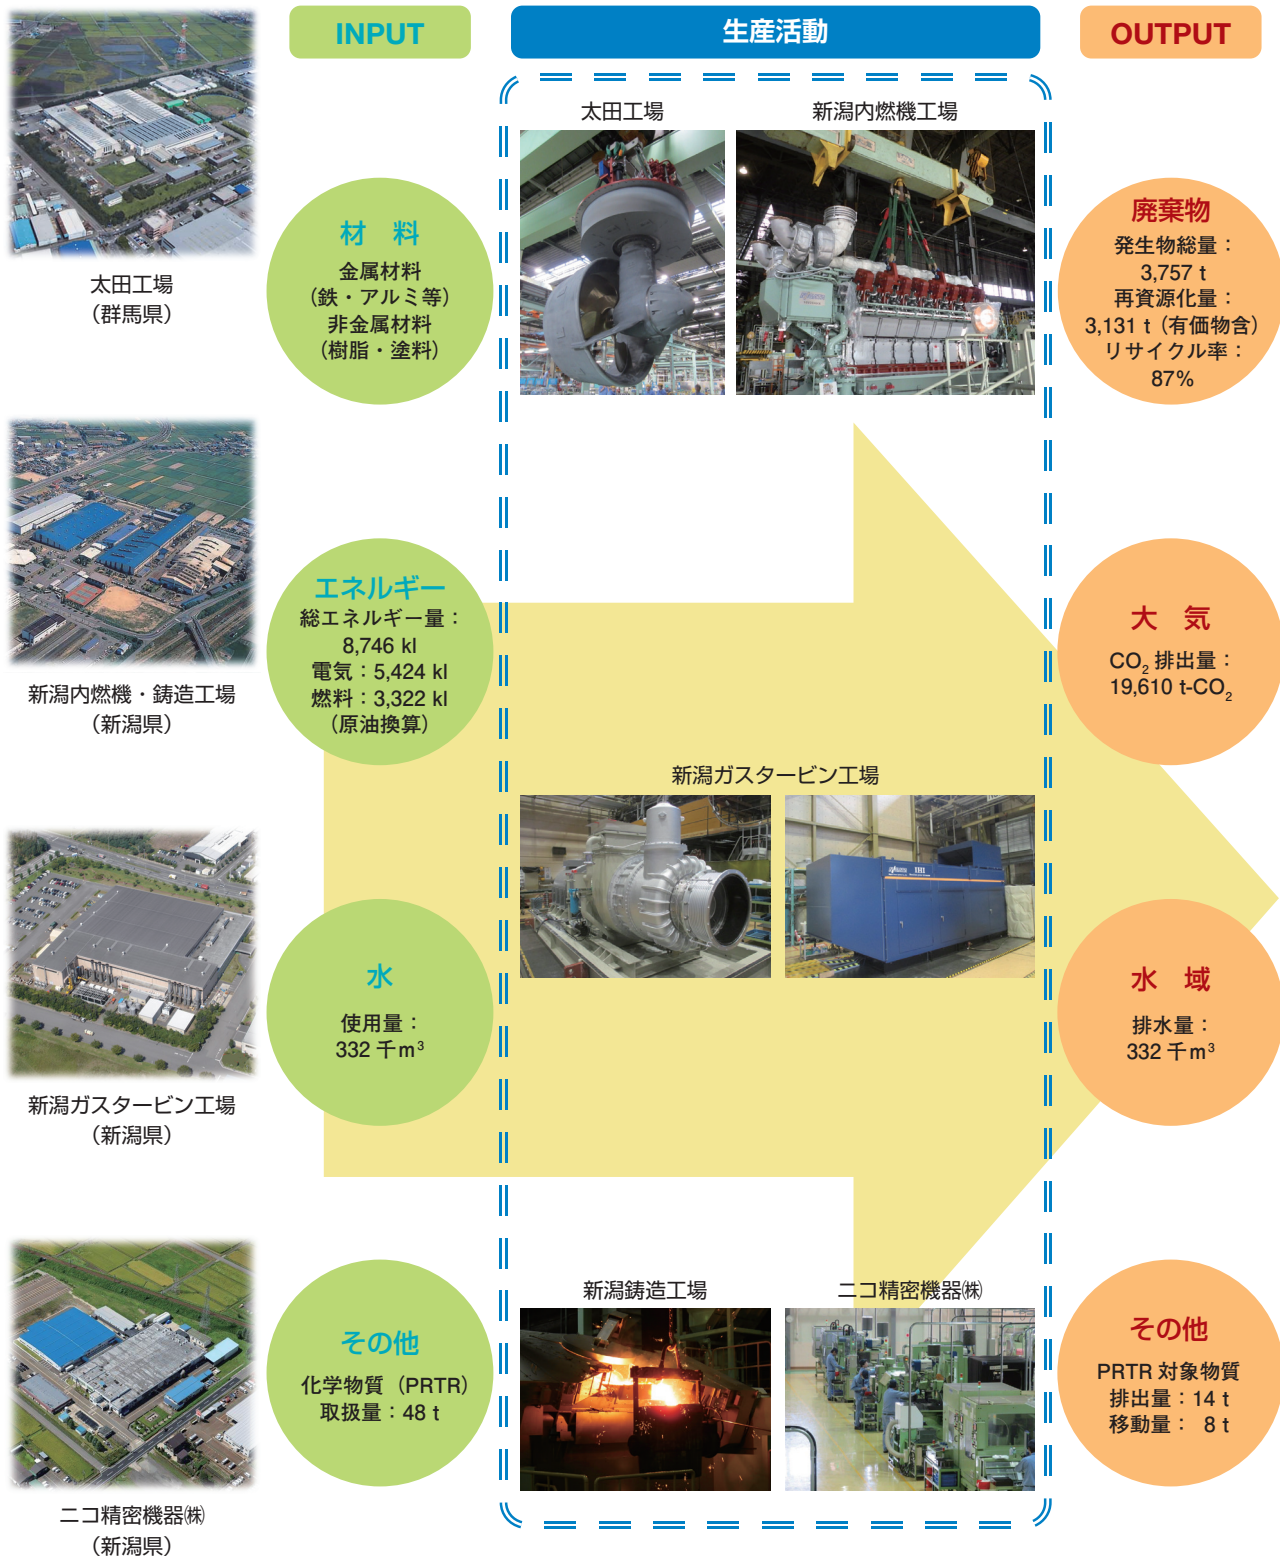 INPUT
生産活動
OUTPUT
太田工場
(群馬県)
新潟内燃機・鋳造工場
(新潟県)
新潟ガスタービン工場
(新潟県)
ニコ精密機器㈱
(新潟県)
材 料
金属材料
(鉄・アルミ等)
非金属材料
(樹脂・塗料)
エネルギー
総エネルギー量：
8,746 kl
電気：5,424 kl
燃料：3,322 kl
(原油換算)
水
使用量：
332 千m³
その他
化学物質 (PRTR)
取扱量：48 t
太田工場
新潟内燃機工場
新潟ガスタービン工場
IHI
新潟鋳造工場
ニコ精密機器㈱
廃棄物
発生物総量：
3,757 t
再資源化量：
3,131 t (有価物含)
リサイクル率：
87%
大 気
CO₂ 排出量：
19,610 t-CO₂
水 域
排水量：
332 千m³
その他
PRTR 対象物質
排出量：14 t
移動量： 8 t